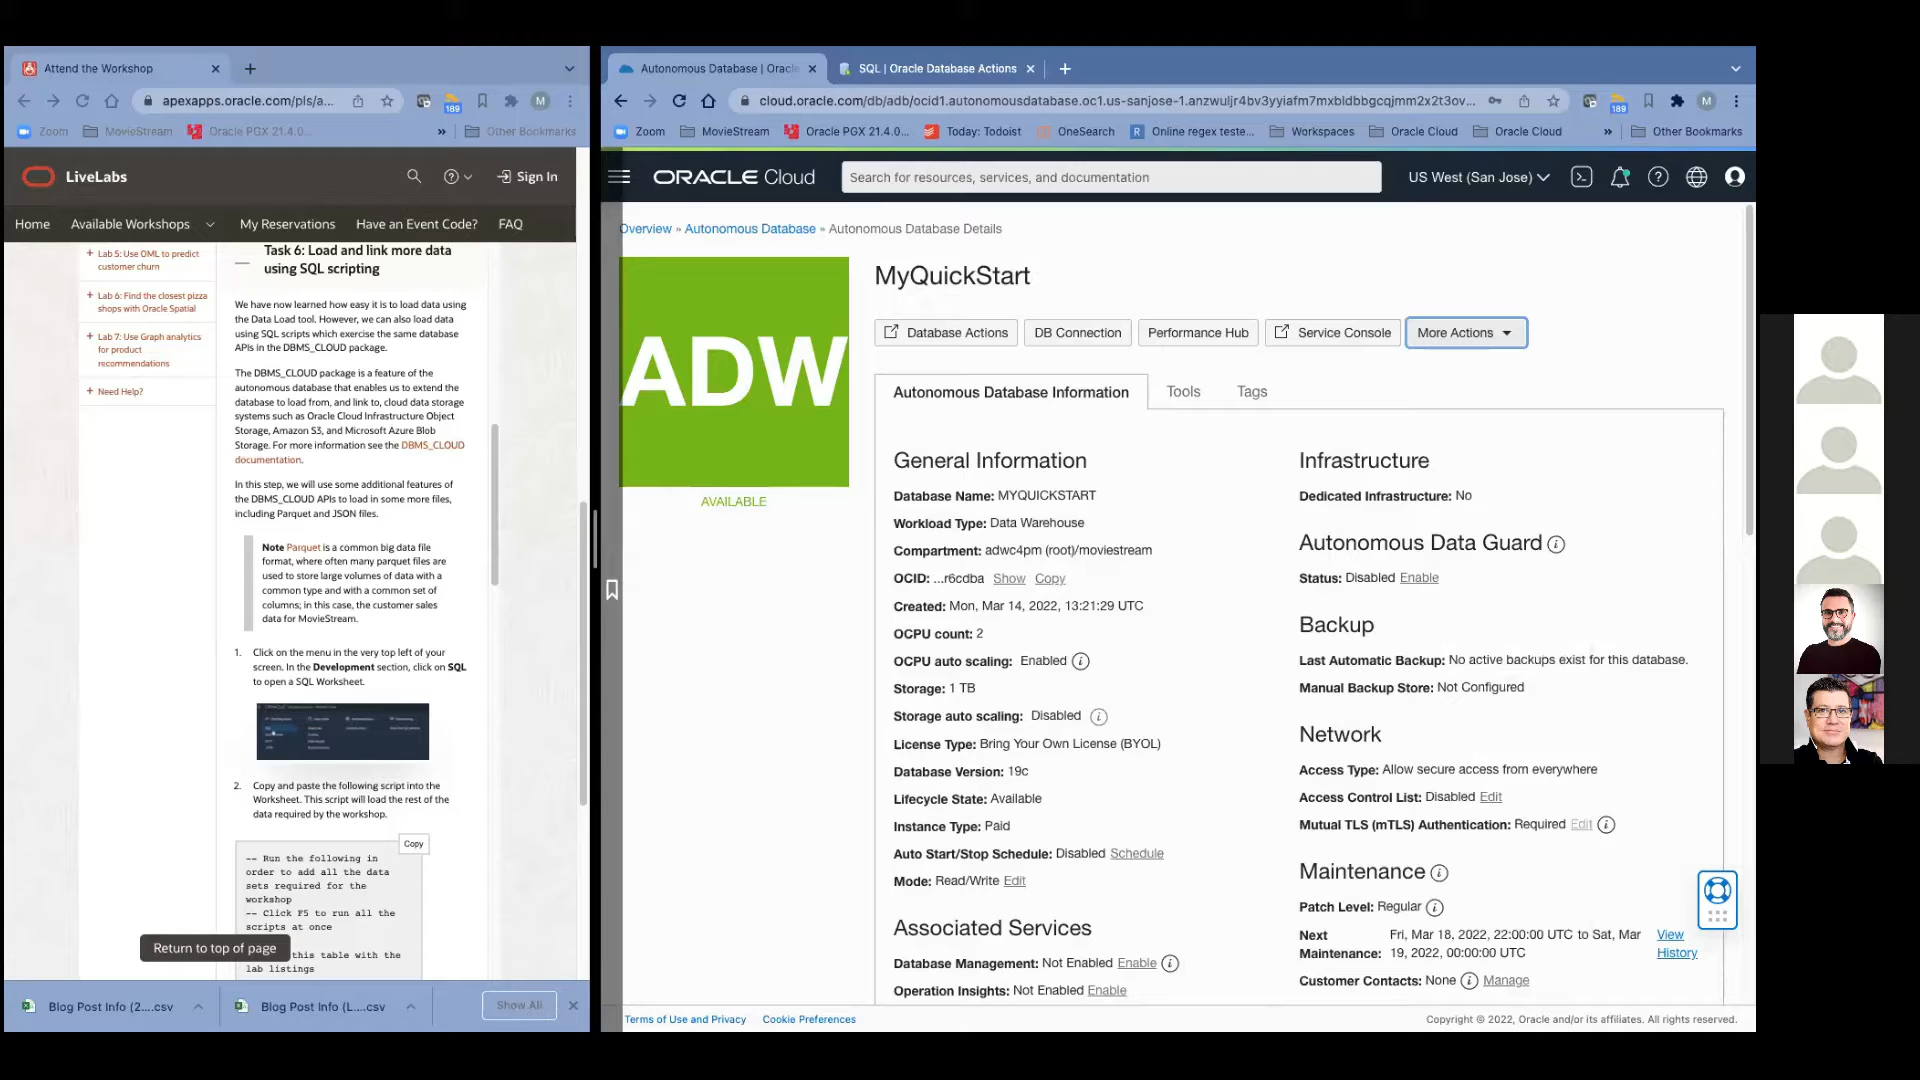 Attend the Workshop
apexapps.oracle.com/pls/a...
189
M
Zoom
MovieStream
Oracle PGX 21.4.0...
»
Other Bookmarks
LiveLabs
Sign In
Home
Available Workshops
My Reservations
Have an Event Code?
FAQ
+ Lab 5: Use OML to predict
customer churn
+ Lab 6: Find the closest pizza
shops with Oracle Spatial
+ Lab 7: Use Graph analytics
for product
recommendations
+ Need Help?
Task 6: Load and link more data
using SQL scripting
We have now learned how easy it is to load data using
the Data Load tool. However, we can also load data
using SQL scripts which exercise the same database
APIs in the DBMS_CLOUD package.
The DBMS_CLOUD package is a feature of the
autonomous database that enables us to extend the
database to load from, and link to, cloud data storage
systems such as Oracle Cloud Infrastructure Object
Storage, Amazon S3, and Microsoft Azure Blob
Storage. For more information see the DBMS_CLOUD
documentation.
In this step, we will use some additional features of
the DBMS_CLOUD APIs to load in some more files,
including Parquet and JSON files.
Note Parquet is a common big data file
format, where often many parquet files are
used to store large volumes of data with a
common type and with a common set of
columns; in this case, the customer sales
data for MovieStream.
1. Click on the menu in the very top left of your
screen. In the Development section, click on SQL
to open a SQL Worksheet.
2. Copy and paste the following script into the
Worksheet. This script will load the rest of the
data required by the workshop.
Copy
-- Run the following in
order to add all the data
sets required for the
workshop
-- Click F5 to run all the
scripts at once
this table with the
lab listings
Return to top of page
Blog Post Info (2....csv
Blog Post Info (L....csv
Show All
Autonomous Database | Oracle
SQL | Oracle Database Actions
cloud.oracle.com/db/adb/ocid1.autonomousdatabase.oc1.us-sanjose-1.anzwuljr4bv3yyiafm7mxbldbbgcqjmm2x2t3ov...
189
M
Zoom
MovieStream
Oracle PGX 21.4.0...
Today: Todoist
OneSearch
R
Online regex teste...
Workspaces
Oracle Cloud
Oracle Cloud
»
Other Bookmarks
ORACLE Cloud
Search for resources, services, and documentation
US West (San Jose)
Overview » Autonomous Database » Autonomous Database Details
ADW
AVAILABLE
MyQuickStart
Database Actions
DB Connection
Performance Hub
Service Console
More Actions
Autonomous Database Information
Tools
Tags
General Information
Database Name: MYQUICKSTART
Workload Type: Data Warehouse
Compartment: adwc4pm (root)/moviestream
OCID: ...r6cdba Show Copy
Created: Mon, Mar 14, 2022, 13:21:29 UTC
OCPU count: 2
OCPU auto scaling: Enabled
Storage: 1 TB
Storage auto scaling: Disabled
License Type: Bring Your Own License (BYOL)
Database Version: 19c
Lifecycle State: Available
Instance Type: Paid
Auto Start/Stop Schedule: Disabled Schedule
Mode: Read/Write Edit
Associated Services
Database Management: Not Enabled Enable
Operation Insights: Not Enabled Enable
Infrastructure
Dedicated Infrastructure: No
Autonomous Data Guard
Status: Disabled Enable
Backup
Last Automatic Backup: No active backups exist for this database.
Manual Backup Store: Not Configured
Network
Access Type: Allow secure access from everywhere
Access Control List: Disabled Edit
Mutual TLS (mTLS) Authentication: Required Edit
Maintenance
Patch Level: Regular
Next Maintenance: Fri, Mar 18, 2022, 22:00:00 UTC to Sat, Mar 19, 2022, 00:00:00 UTC
View History
Customer Contacts: None Manage
Terms of Use and Privacy
Cookie Preferences
Copyright © 2022, Oracle and/or its affiliates. All rights reserved.